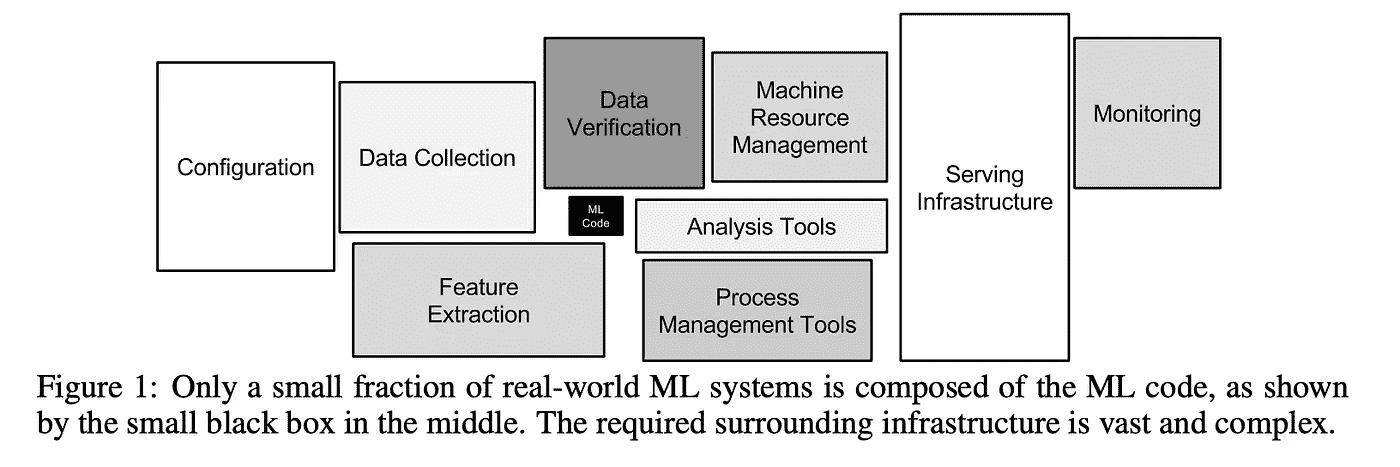 Configuration
Data Collection
Data
Verification
Machine
Resource
Management
Serving
Infrastructure
Monitoring
ML
Code
Analysis Tools
Feature
Extraction
Process
Management Tools
Figure 1: Only a small fraction of real-world ML systems is composed of the ML code, as shown
by the small black box in the middle. The required surrounding infrastructure is vast and complex.